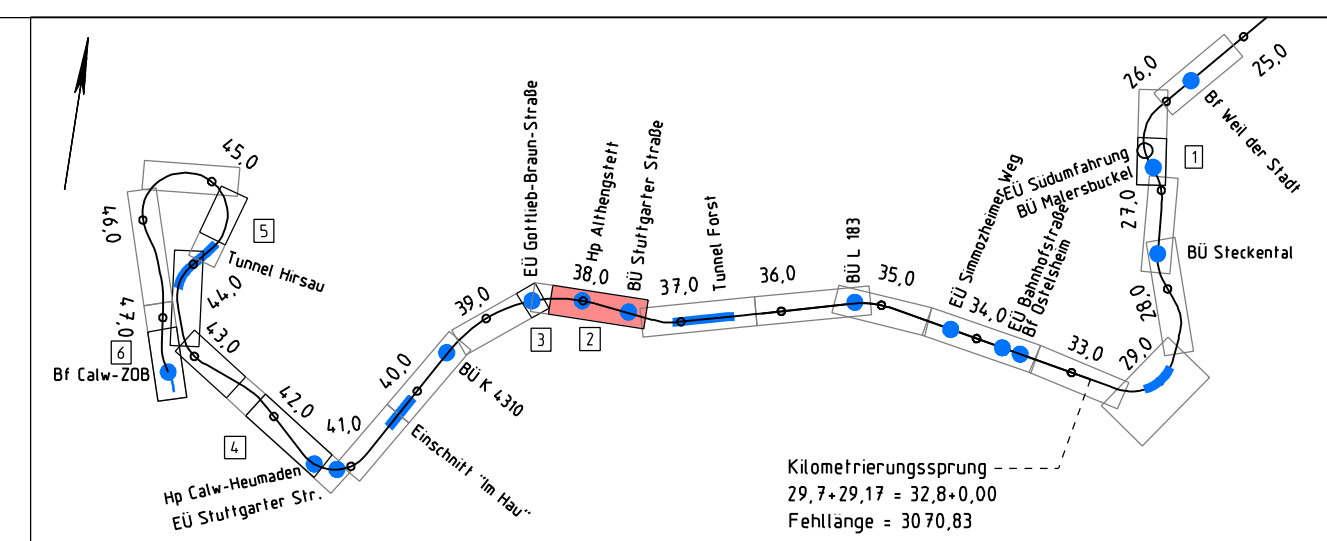 45,0
46,0
5
Tunnel Hirsau
44,0
47,0
43,0
6
Bf Calw-ZOB
42,0
4
41,0
Hp Calw-Heumaden
EÜ Stuttgarter Str.
40,0
Einschnitt "Im Hau"
BÜ K 4310
39,0
EÜ Gottlieb-Braun-Straße
3
38,0
Hp Althengstett
2
BÜ Stuttgarter Straße
37,0
Tunnel Forst
36,0
BÜ L 183
35,0
EÜ Simmozheimer Weg
34,0
EÜ Bahnhofstraße
Bf Ostelsheim
33,0
29,0
28,0
BÜ Steckental
27,0
EÜ Südumfahrung
BÜ Malersbuckel
1
26,0
Bf Weil der Stadt
25,0
Kilometrierungssprung
29,7+29,17 = 32,8+0,00
Fehllänge = 3070,83